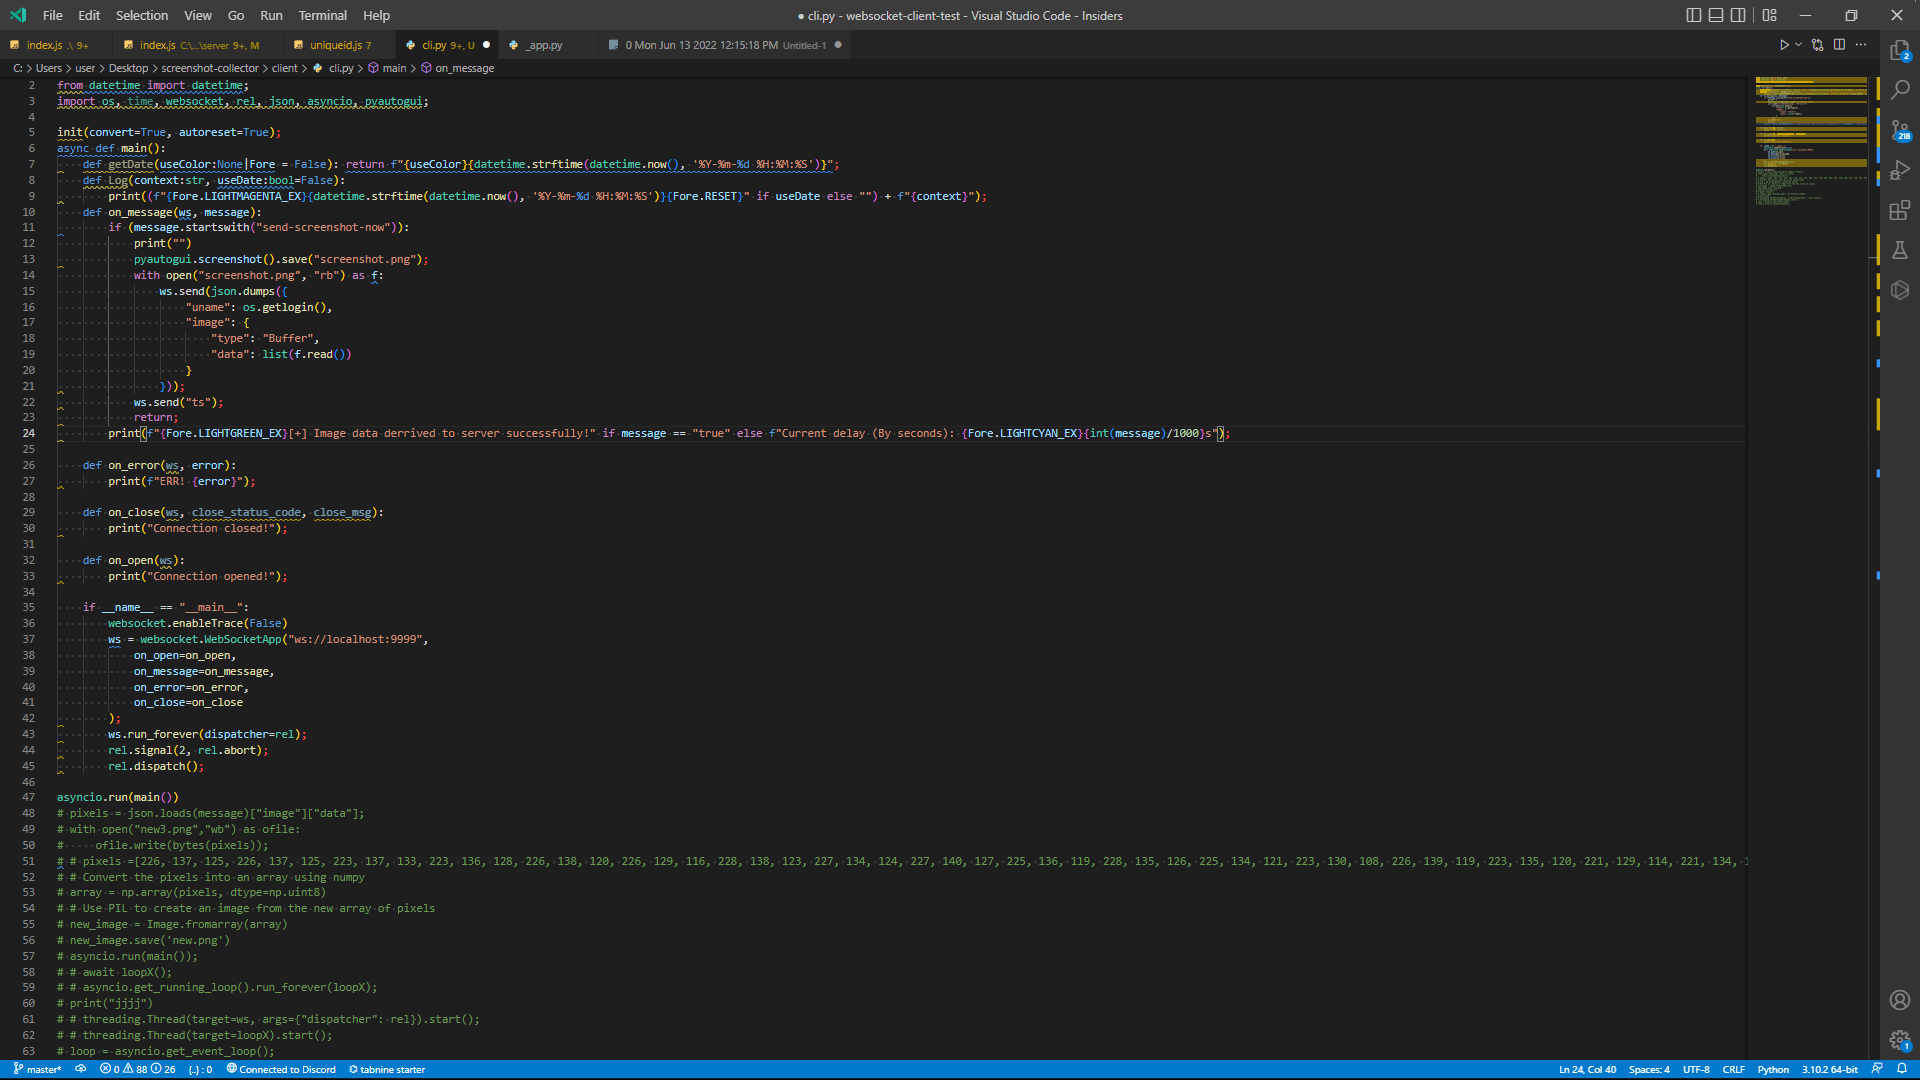 File Edit Selection View Go Run Terminal Help
● cli.py - websocket-client-test - Visual Studio Code - Insiders
index.js .\ 9+ index.js C:\...\server 9+, M uniqueid.js 7 cli.py 9+, U _app.py 0 Mon Jun 13 2022 12:15:18 PM Untitled-1
C: > Users > user > Desktop > screenshot-collector > client > cli.py > main > on_message
2 from datetime import datetime;
3 import os, time, websocket, rel, json, asyncio, pyautogui;
4
5 init(convert=True, autoreset=True);
6 async def main():
7 def getDate(useColor:None|Fore = False): return f"{useColor}{datetime.strftime(datetime.now(), '%Y-%m-%d %H:%M:%S')}";
8 def Log(context:str, useDate:bool=False):
9 print((f"{Fore.LIGHTMAGENTA_EX}{datetime.strftime(datetime.now(), '%Y-%m-%d %H:%M:%S')}{Fore.RESET}" if useDate else "") + f"{context}");
10 def on_message(ws, message):
11 if (message.startswith("send-screenshot-now")):
12 print("")
13 pyautogui.screenshot().save("screenshot.png");
14 with open("screenshot.png", "rb") as f:
15 ws.send(json.dumps({
16 "uname": os.getlogin(),
17 "image": {
18 "type": "Buffer",
19 "data": list(f.read())
20 }
21 }));
22 ws.send("ts");
23 return;
24 print(f"{Fore.LIGHTGREEN_EX}[+] Image data derrived to server successfully!" if message == "true" else f"Current delay (By seconds): {Fore.LIGHTCYAN_EX}{int(message)/1000}s");
25
26 def on_error(ws, error):
27 print(f"ERR! {error}");
28
29 def on_close(ws, close_status_code, close_msg):
30 print("Connection closed!");
31
32 def on_open(ws):
33 print("Connection opened!");
34
35 if __name__ == "__main__":
36 websocket.enableTrace(False)
37 ws = websocket.WebSocketApp("ws://localhost:9999",
38 on_open=on_open,
39 on_message=on_message,
40 on_error=on_error,
41 on_close=on_close
42 );
43 ws.run_forever(dispatcher=rel);
44 rel.signal(2, rel.abort);
45 rel.dispatch();
46
47 asyncio.run(main())
48 # pixels = json.loads(message)["image"]["data"];
49 # with open("new3.png","wb") as ofile:
50 # ofile.write(bytes(pixels));
51 # # pixels =[226, 137, 125, 226, 137, 125, 223, 137, 133, 223, 136, 128, 226, 138, 120, 226, 129, 116, 228, 138, 123, 227, 134, 124, 227, 140, 127, 225, 136, 119, 228, 135, 126, 225, 134, 121, 223, 130, 108, 226, 139, 119, 223, 135, 120, 221, 129, 114, 221, 134,
52 # # Convert the pixels into an array using numpy
53 # array = np.array(pixels, dtype=np.uint8)
54 # # Use PIL to create an image from the new array of pixels
55 # new_image = Image.fromarray(array)
56 # new_image.save('new.png')
57 # asyncio.run(main());
58 # # await loopX();
59 # # asyncio.get_running_loop().run_forever(loopX);
60 # print("jjjj")
61 # # threading.Thread(target=ws, args={"dispatcher": rel}).start();
62 # # threading.Thread(target=loopX).start();
63 # loop = asyncio.get_event_loop();
2
218
1
master* 0 88 26 {..} : 0 Connected to Discord tabnine starter Ln 24, Col 40 Spaces: 4 UTF-8 CRLF Python 3.10.2 64-bit